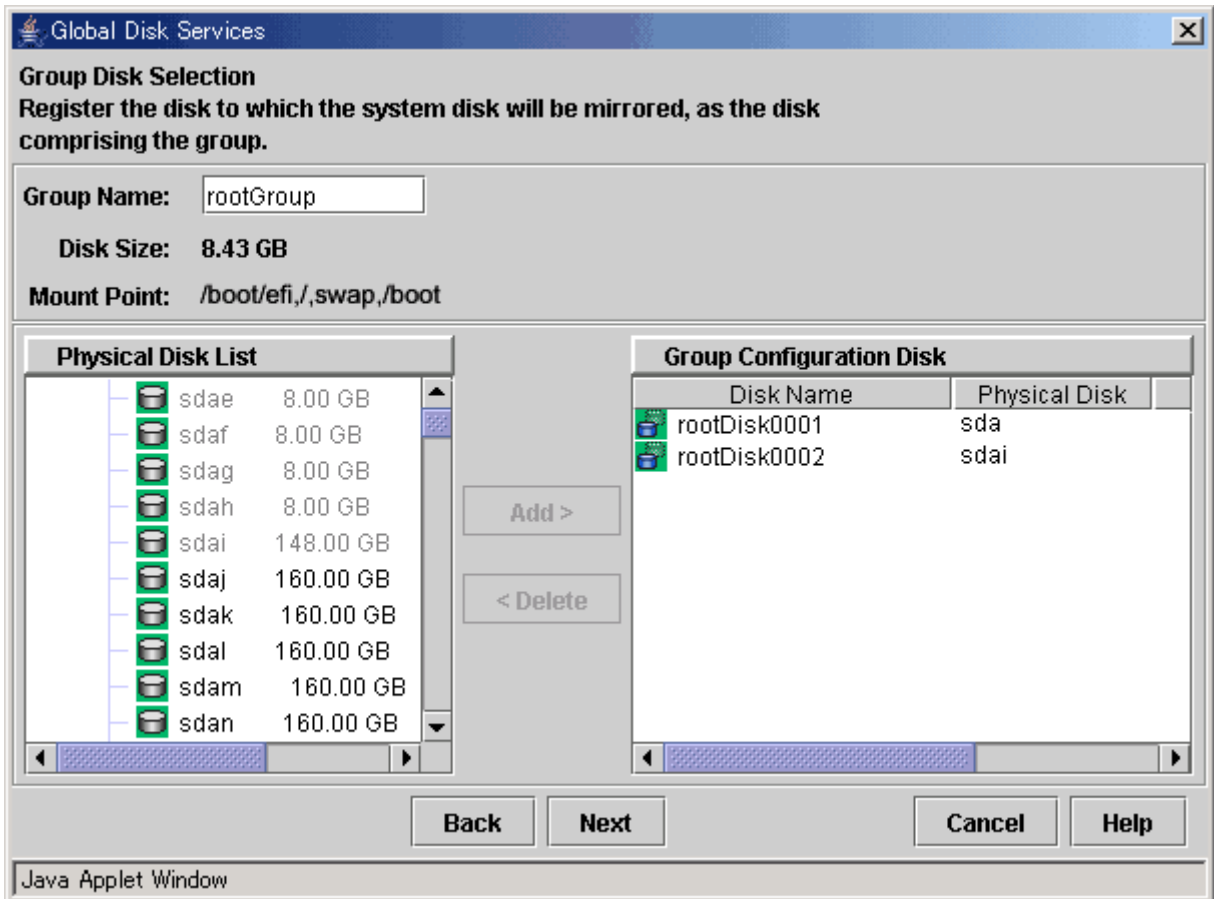 Global Disk Services
Group Disk Selection
Register the disk to which the system disk will be mirrored, as the disk
comprising the group.
Group Name: rootGroup
Disk Size: 8.43 GB
Mount Point: /boot/efi,/,swap,/boot
Physical Disk List
sdae 8.00 GB
sdaf 8.00 GB
sdag 8.00 GB
sdah 8.00 GB
sdai 148.00 GB
sdaj 160.00 GB
sdak 160.00 GB
sdal 160.00 GB
sdam 160.00 GB
sdan 160.00 GB
Add >
< Delete
Group Configuration Disk
Disk Name Physical Disk
rootDisk0001 sda
rootDisk0002 sdai
Back Next Cancel Help
Java Applet Window